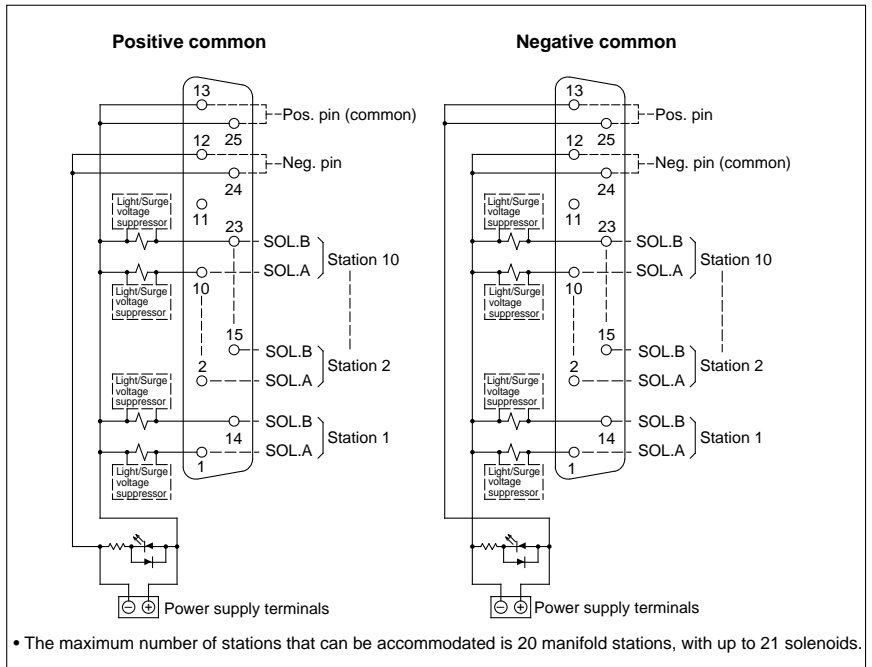 Positive common
13
Pos. pin (common)
25
12
Neg. pin
24
11
Light/Surge
voltage
suppressor
23
SOL.B
Station 10
SOL.A
10
Light/Surge
voltage
suppressor
15
SOL.B
Station 2
2
SOL.A
Light/Surge
voltage
suppressor
SOL.B
Station 1
14
SOL.A
1
Light/Surge
voltage
suppressor
⊖ ⊕ Power supply terminals
Negative common
13
Pos. pin
25
12
Neg. pin (common)
24
11
Light/Surge
voltage
suppressor
23
SOL.B
Station 10
SOL.A
10
Light/Surge
voltage
suppressor
15
SOL.B
Station 2
2
SOL.A
Light/Surge
voltage
suppressor
SOL.B
Station 1
14
SOL.A
1
Light/Surge
voltage
suppressor
⊖ ⊕ Power supply terminals
• The maximum number of stations that can be accommodated is 20 manifold stations, with up to 21 solenoids.